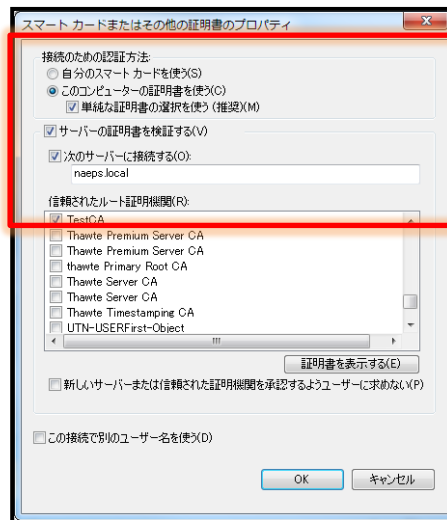 スマート カードまたはその他の証明書のプロパティ
接続のための認証方法:
自分のスマート カードを使う(S)
このコンピューターの証明書を使う(C)
単純な証明書の選択を使う (推奨)(M)
サーバーの証明書を検証する(V)
次のサーバーに接続する(O):
naeps.local
信頼されたルート証明機関(R):
TestCA
Thawte Premium Server CA
Thawte Premium Server CA
thawte Primary Root CA
Thawte Server CA
Thawte Server CA
Thawte Timestamping CA
UTN-USERFirst-Object
証明書を表示する(E)
新しいサーバーまたは信頼された証明機関を承認するようユーザーに求めない(P)
この接続で別のユーザー名を使う(D)
OK
キャンセル